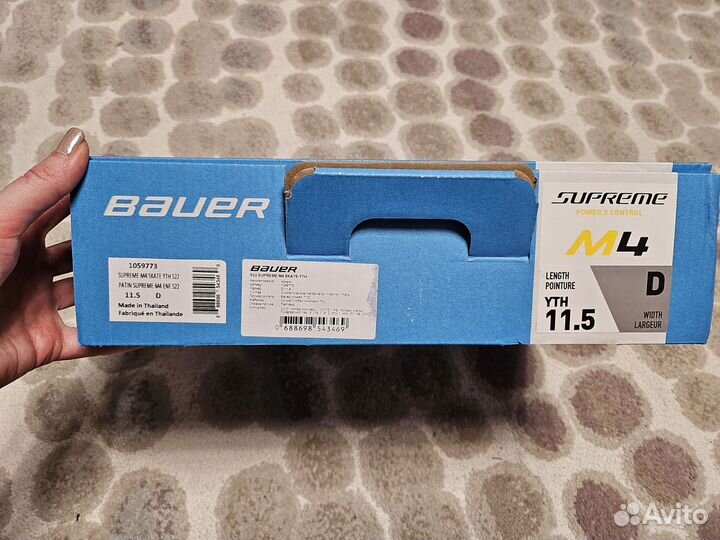 BAUER
1059773
SUPREME M4 SKATE YTH S22
PATIN SUPREME M4 ENF S22
11.5 D
Made in Thailand
Fabriqué en Thaïlande
BAUER
S22 SUPREME M4 SKATE-YTH
0 688698 543469
SUPREME
POWER X CONTROL
M4
LENGTH
POINTURE
YTH
11.5
D
WIDTH
LARGEUR
Avito